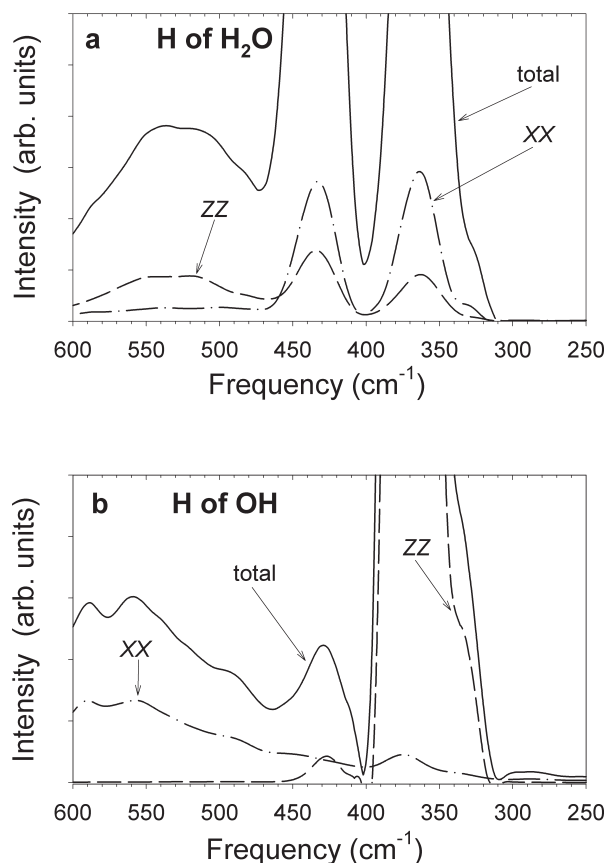 a H of H₂O
total
XX
ZZ
Intensity (arb. units)
600 550 500 450 400 350 300 250
Frequency (cm⁻¹)
b H of OH
total
ZZ
XX
Intensity (arb. units)
600 550 500 450 400 350 300 250
Frequency (cm⁻¹)